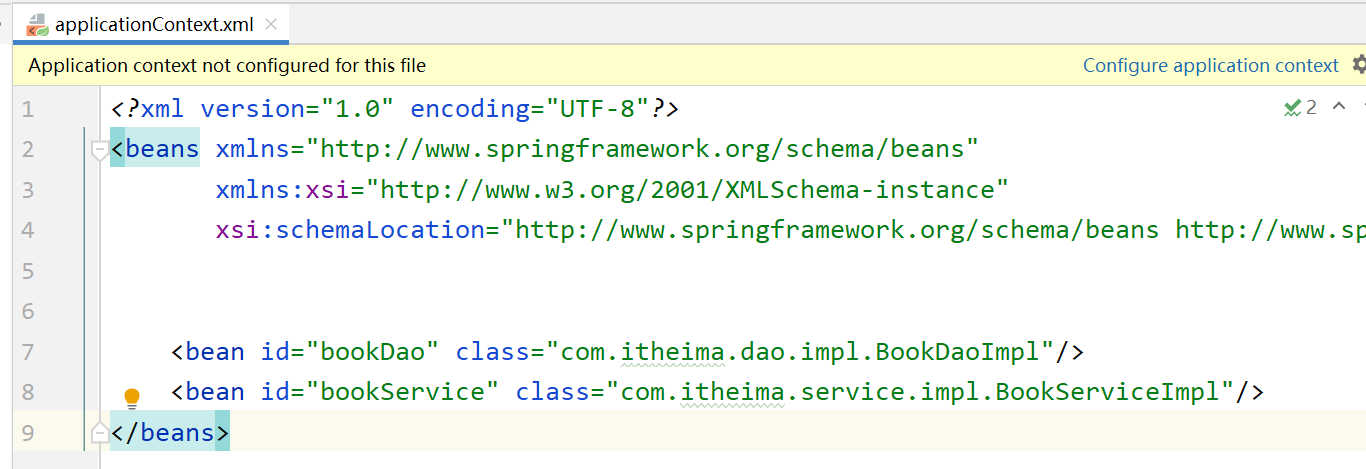 applicationContext.xml
Application context not configured for this file Configure application context
1 <?xml version="1.0" encoding="UTF-8"?> 2
2 <beans xmlns="http://www.springframework.org/schema/beans"
3 xmlns:xsi="http://www.w3.org/2001/XMLSchema-instance"
4 xsi:schemaLocation="http://www.springframework.org/schema/beans http://www.sp
5
6
7 <bean id="bookDao" class="com.itheima.dao.impl.BookDaoImpl"/>
8 <bean id="bookService" class="com.itheima.service.impl.BookServiceImpl"/>
9 </beans>